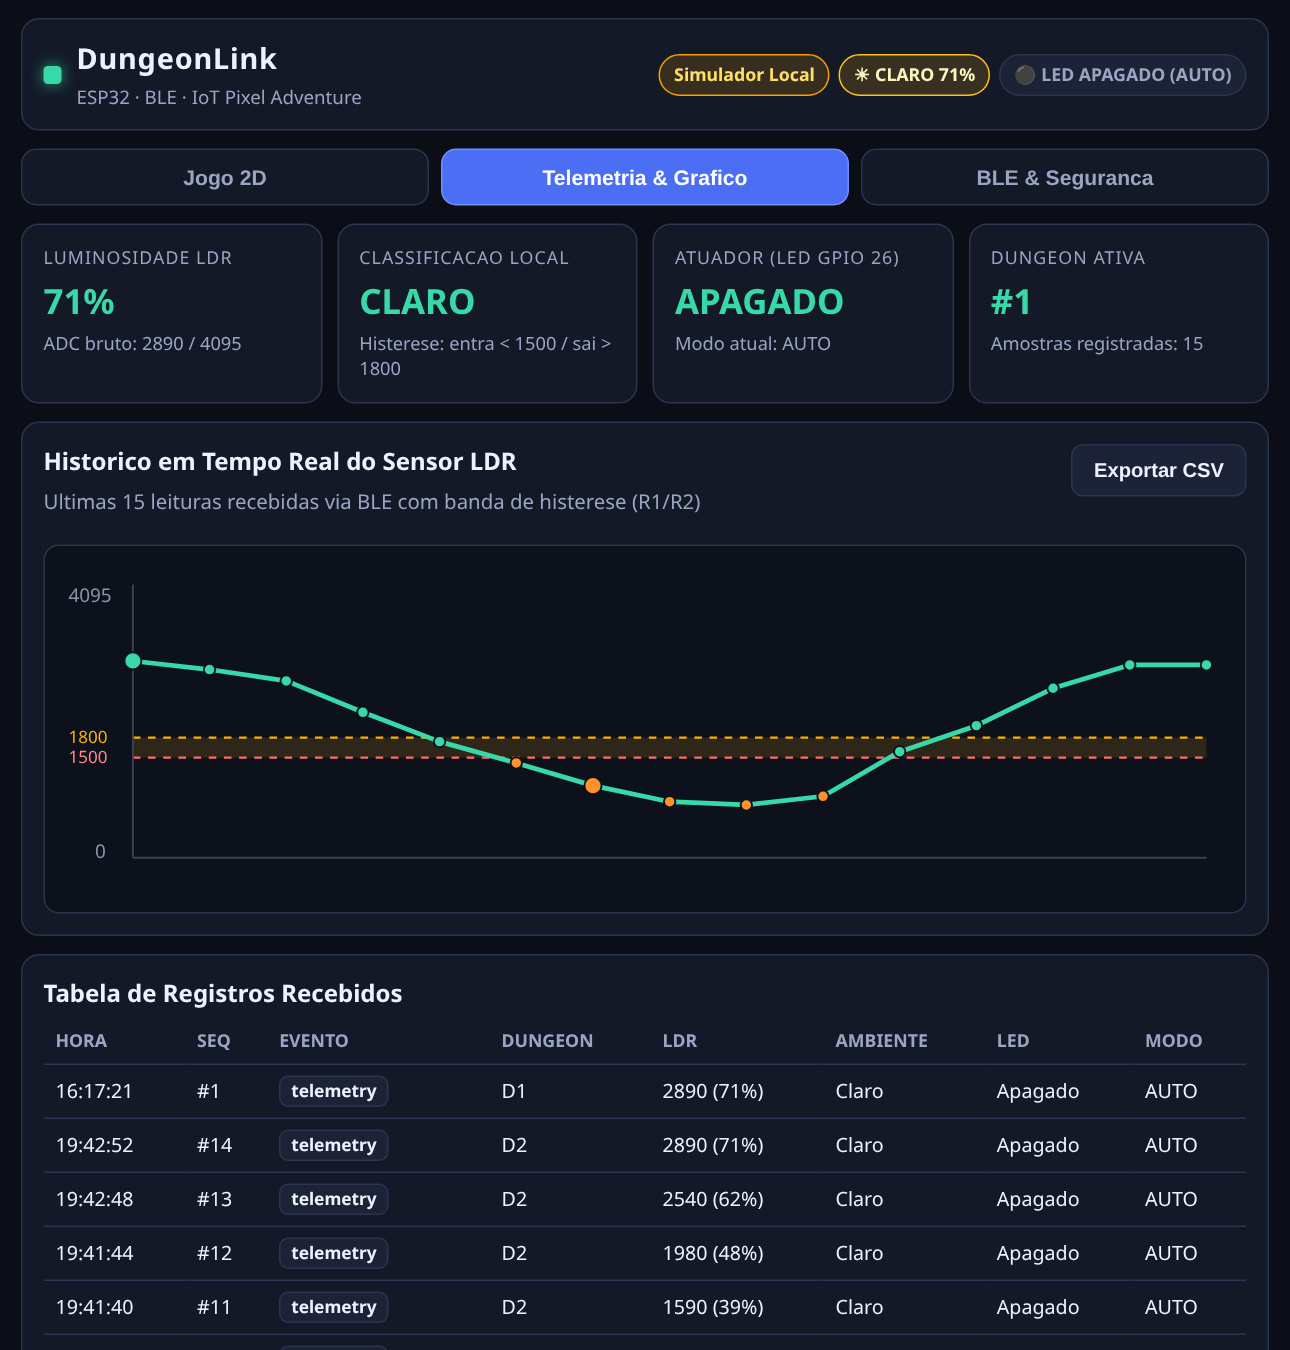 DungeonLink
ESP32 · BLE · IoT Pixel Adventure
Simulador Local
☀ CLARO 71%
⚫ LED APAGADO (AUTO)
Jogo 2D
Telemetria & Grafico
BLE & Seguranca
LUMINOSIDADE LDR
71%
ADC bruto: 2890 / 4095
CLASSIFICACAO LOCAL
CLARO
Histerese: entra < 1500 / sai >
1800
ATUADOR (LED GPIO 26)
APAGADO
Modo atual: AUTO
DUNGEON ATIVA
#1
Amostras registradas: 15
Historico em Tempo Real do Sensor LDR
Ultimas 15 leituras recebidas via BLE com banda de histerese (R1/R2)
Exportar CSV
4095
1800
1500
0
Tabela de Registros Recebidos
HORA SEQ EVENTO DUNGEON LDR AMBIENTE LED MODO
16:17:21 #1 telemetry D1 2890 (71%) Claro Apagado AUTO
19:42:52 #14 telemetry D2 2890 (71%) Claro Apagado AUTO
19:42:48 #13 telemetry D2 2540 (62%) Claro Apagado AUTO
19:41:44 #12 telemetry D2 1980 (48%) Claro Apagado AUTO
19:41:40 #11 telemetry D2 1590 (39%) Claro Apagado AUTO